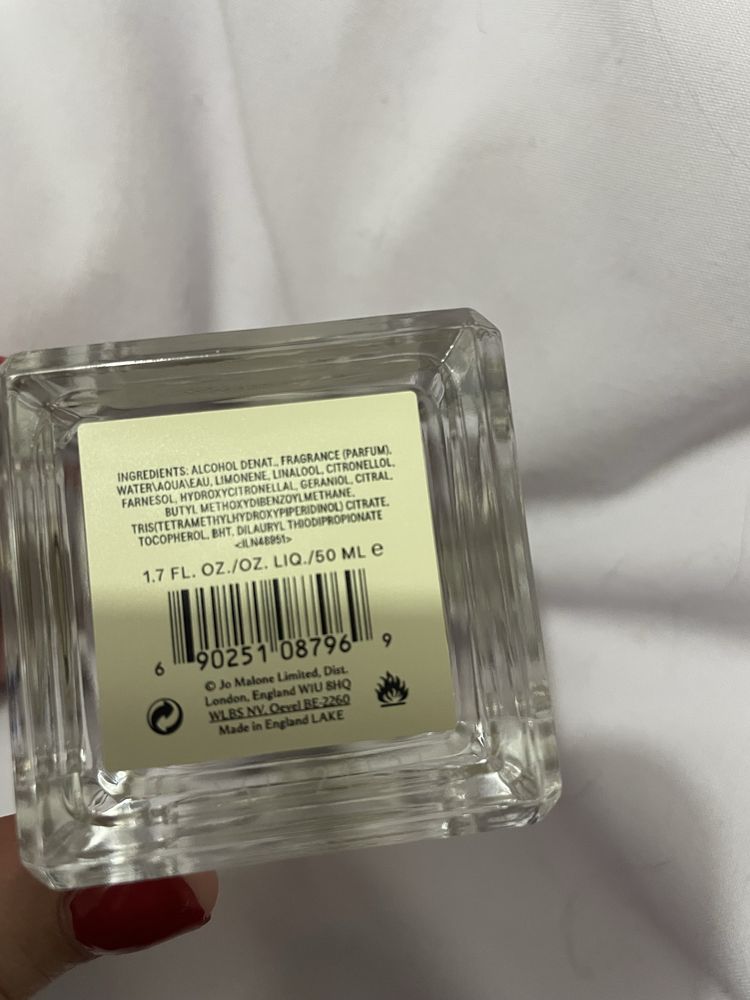 INGREDIENTS: ALCOHOL DENAT., FRAGRANCE (PARFUM),
WATER\AQUA\EAU, LIMONENE, LINALOOL, CITRONELLOL,
FARNESOL, HYDROXYCITRONELLAL, GERANIOL, CITRAL,
BUTYL METHOXYDIBENZOYLMETHANE,
TRIS(TETRAMETHYLHYDROXYPIPERIDINOL) CITRATE,
TOCOPHEROL, BHT, DILAURYL THIODIPROPIONATE
<ILN48951>
1.7 FL. OZ./OZ. LIQ./50 ML e
6 90251 08796 9
© Jo Malone Limited, Dist.
London, England W1U 8HQ
WLBS NV, Oevel BE-2260
Made in England LAKE